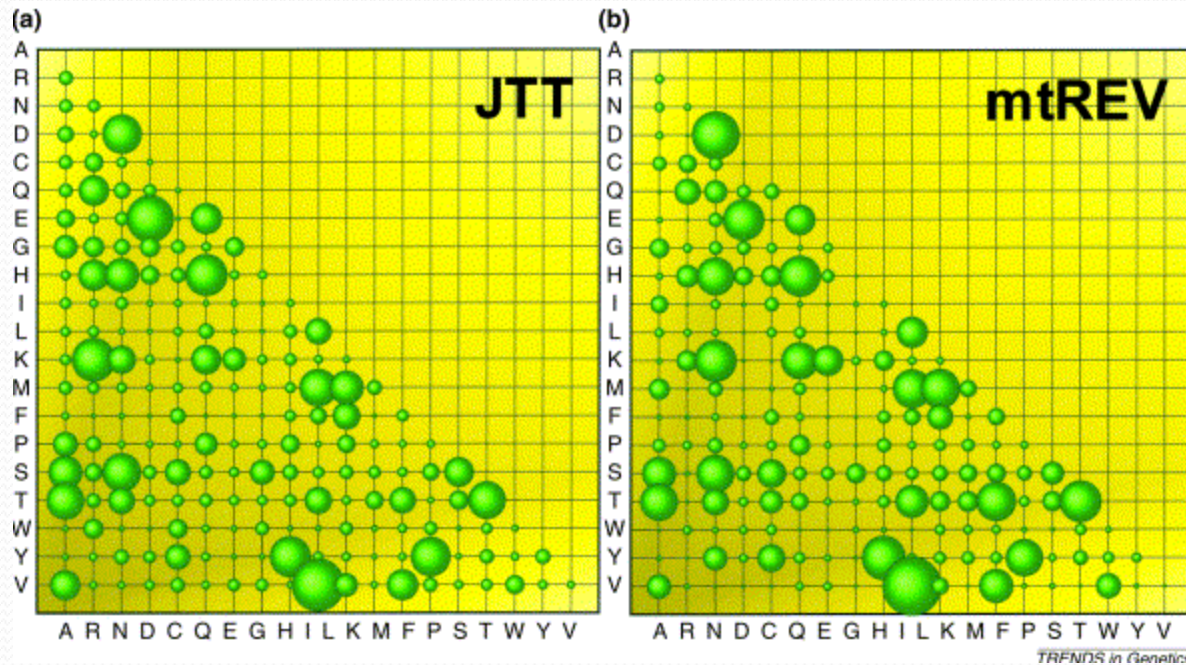 (a)
(b)
JTT
mtREV
A
R
N
D
C
Q
E
G
H
I
L
K
M
F
P
S
T
W
Y
V
A R N D C Q E G H I L K M F P S T W Y V
A
R
N
D
C
Q
E
G
H
I
L
K
M
F
P
S
T
W
Y
V
A R N D C Q E G H I L K M F P S T W Y V
TRENDS in Genetics